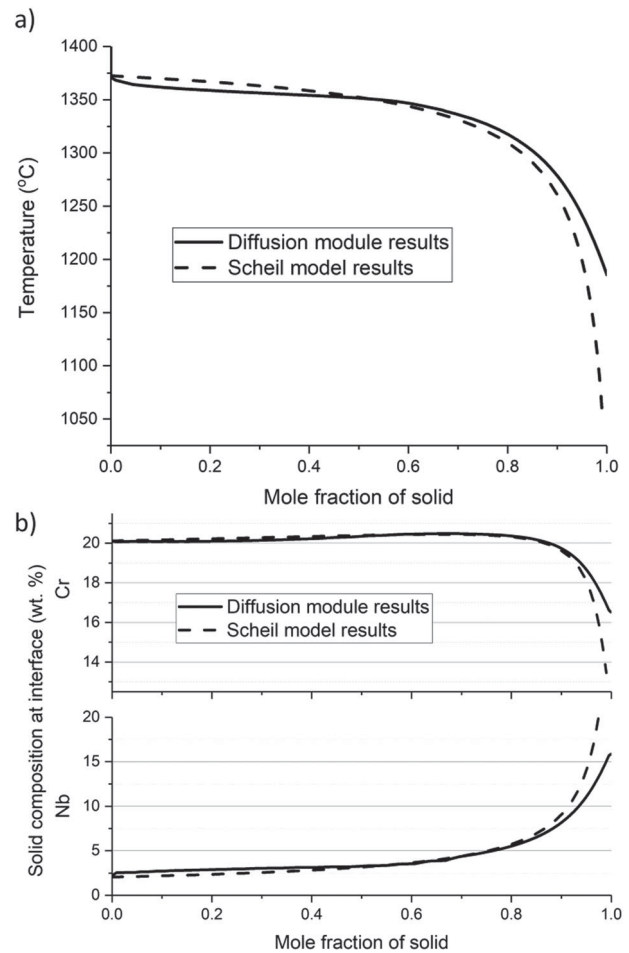 a)
1400
1350
1300
1250
1200
1150
1100
1050
Temperature (°C)
Diffusion module results
Scheil model results
0.0 0.2 0.4 0.6 0.8 1.0
Mole fraction of solid
b)
20
18
16
14
Cr
Diffusion module results
Scheil model results
20
15
10
5
0
Nb
Solid composition at interface (wt. %)
0.0 0.2 0.4 0.6 0.8 1.0
Mole fraction of solid